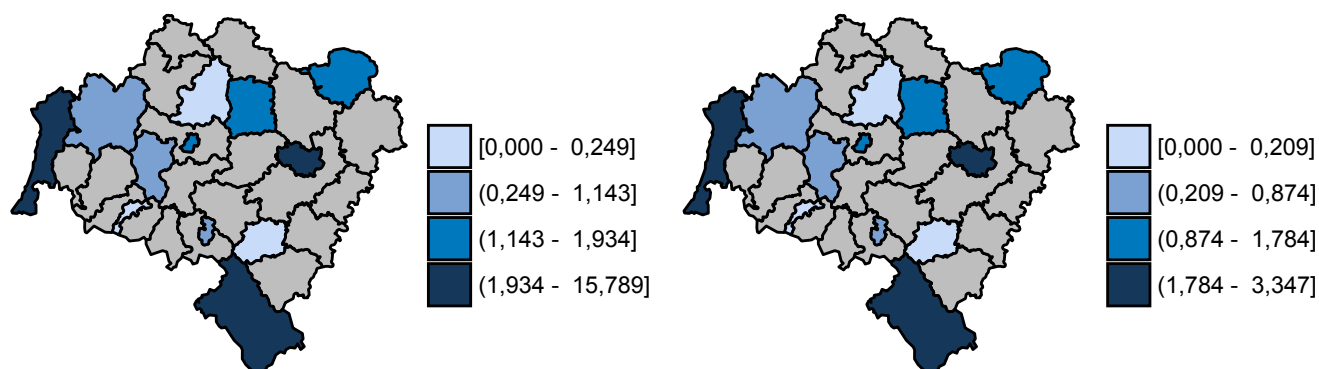 [0,000 - 0,249]
(0,249 - 1,143]
(1,143 - 1,934]
(1,934 - 15,789]
[0,000 - 0,209]
(0,209 - 0,874]
(0,874 - 1,784]
(1,784 - 3,347]